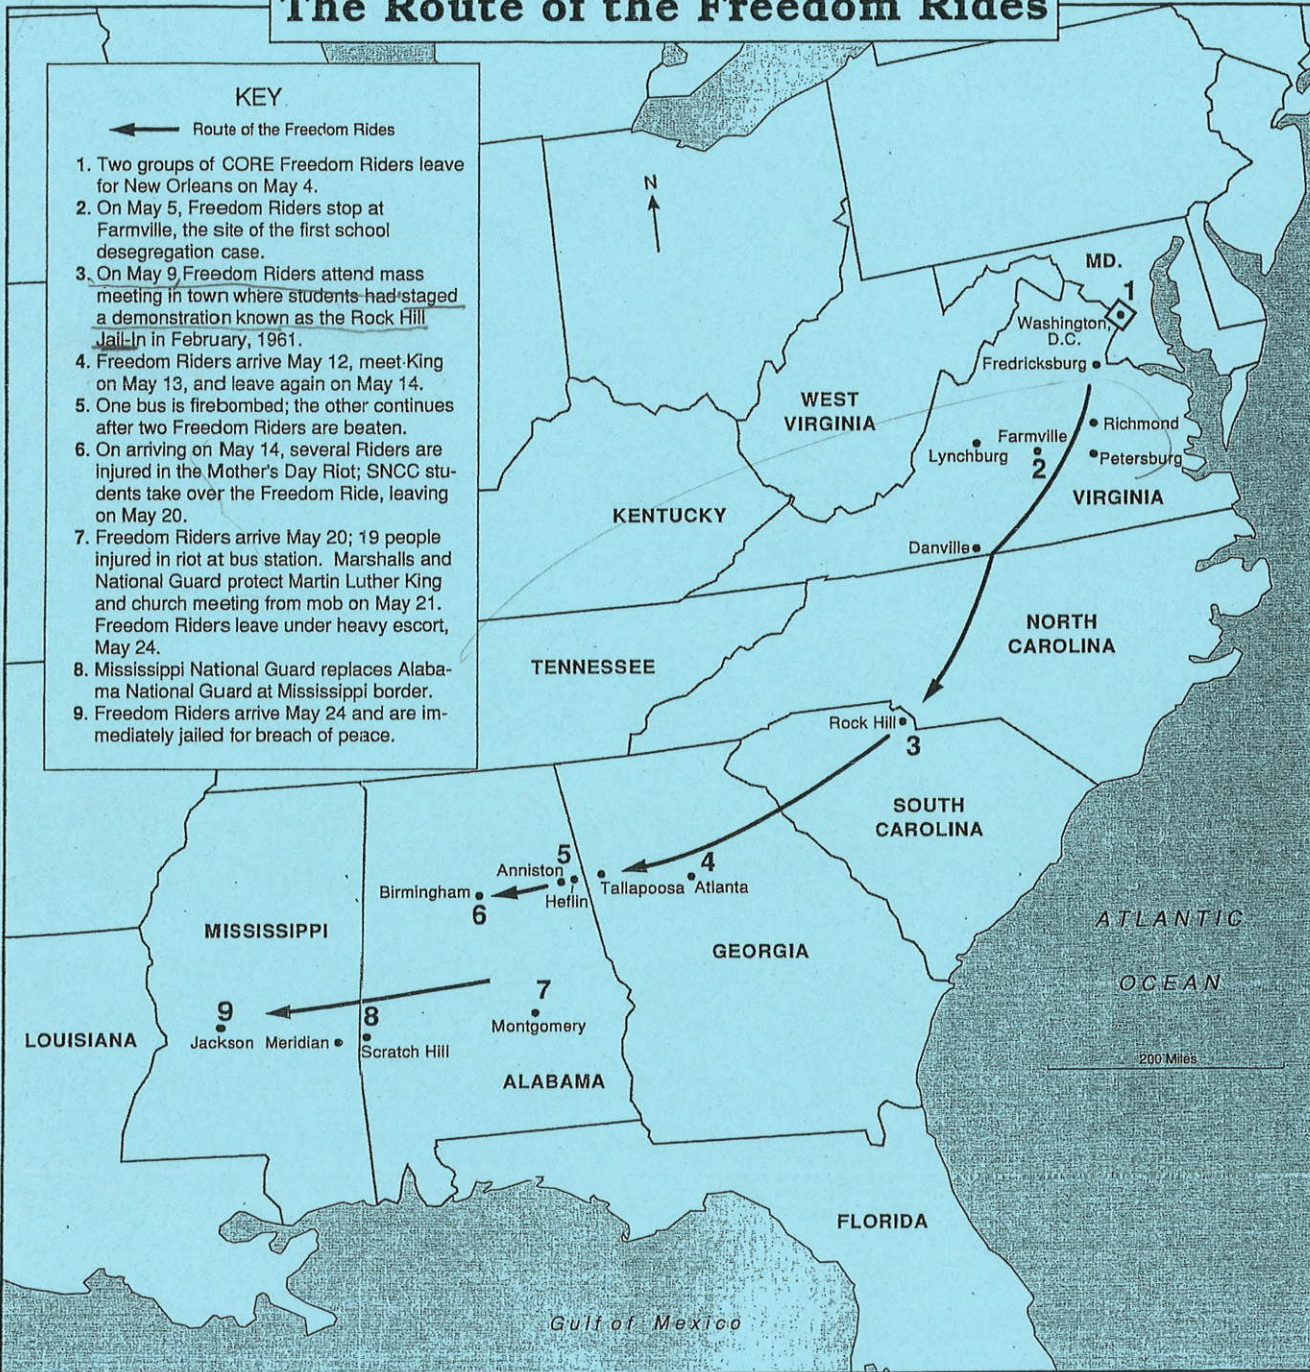 The Route of the Freedom Rides
KEY
Route of the Freedom Rides
1. Two groups of CORE Freedom Riders leave
for New Orleans on May 4.
2. On May 5, Freedom Riders stop at
Farmville, the site of the first school
desegregation case.
3. On May 9, Freedom Riders attend mass
meeting in town where students had staged
a demonstration known as the Rock Hill
Jail-In in February, 1961.
4. Freedom Riders arrive May 12, meet King
on May 13, and leave again on May 14.
5. One bus is firebombed; the other continues
after two Freedom Riders are beaten.
6. On arriving on May 14, several Riders are
injured in the Mother's Day Riot; SNCC stu-
dents take over the Freedom Ride, leaving
on May 20.
7. Freedom Riders arrive May 20; 19 people
injured in riot at bus station. Marshalls and
National Guard protect Martin Luther King
and church meeting from mob on May 21.
Freedom Riders leave under heavy escort,
May 24.
8. Mississippi National Guard replaces Alaba-
ma National Guard at Mississippi border.
9. Freedom Riders arrive May 24 and are im-
mediately jailed for breach of peace.
N
MD.
1
Washington,
D.C.
Fredricksburg
WEST
VIRGINIA
Richmond
Farmville
Lynchburg
2
Petersburg
VIRGINIA
KENTUCKY
Danville
NORTH
CAROLINA
TENNESSEE
Rock Hill
3
SOUTH
CAROLINA
5
4
Anniston
Tallapoosa
Atlanta
Birmingham
Heflin
6
MISSISSIPPI
GEORGIA
ATLANTIC
OCEAN
7
9
8
Montgomery
LOUISIANA
Jackson
Meridian
Scratch Hill
200 Miles
ALABAMA
FLORIDA
Gulf of Mexico